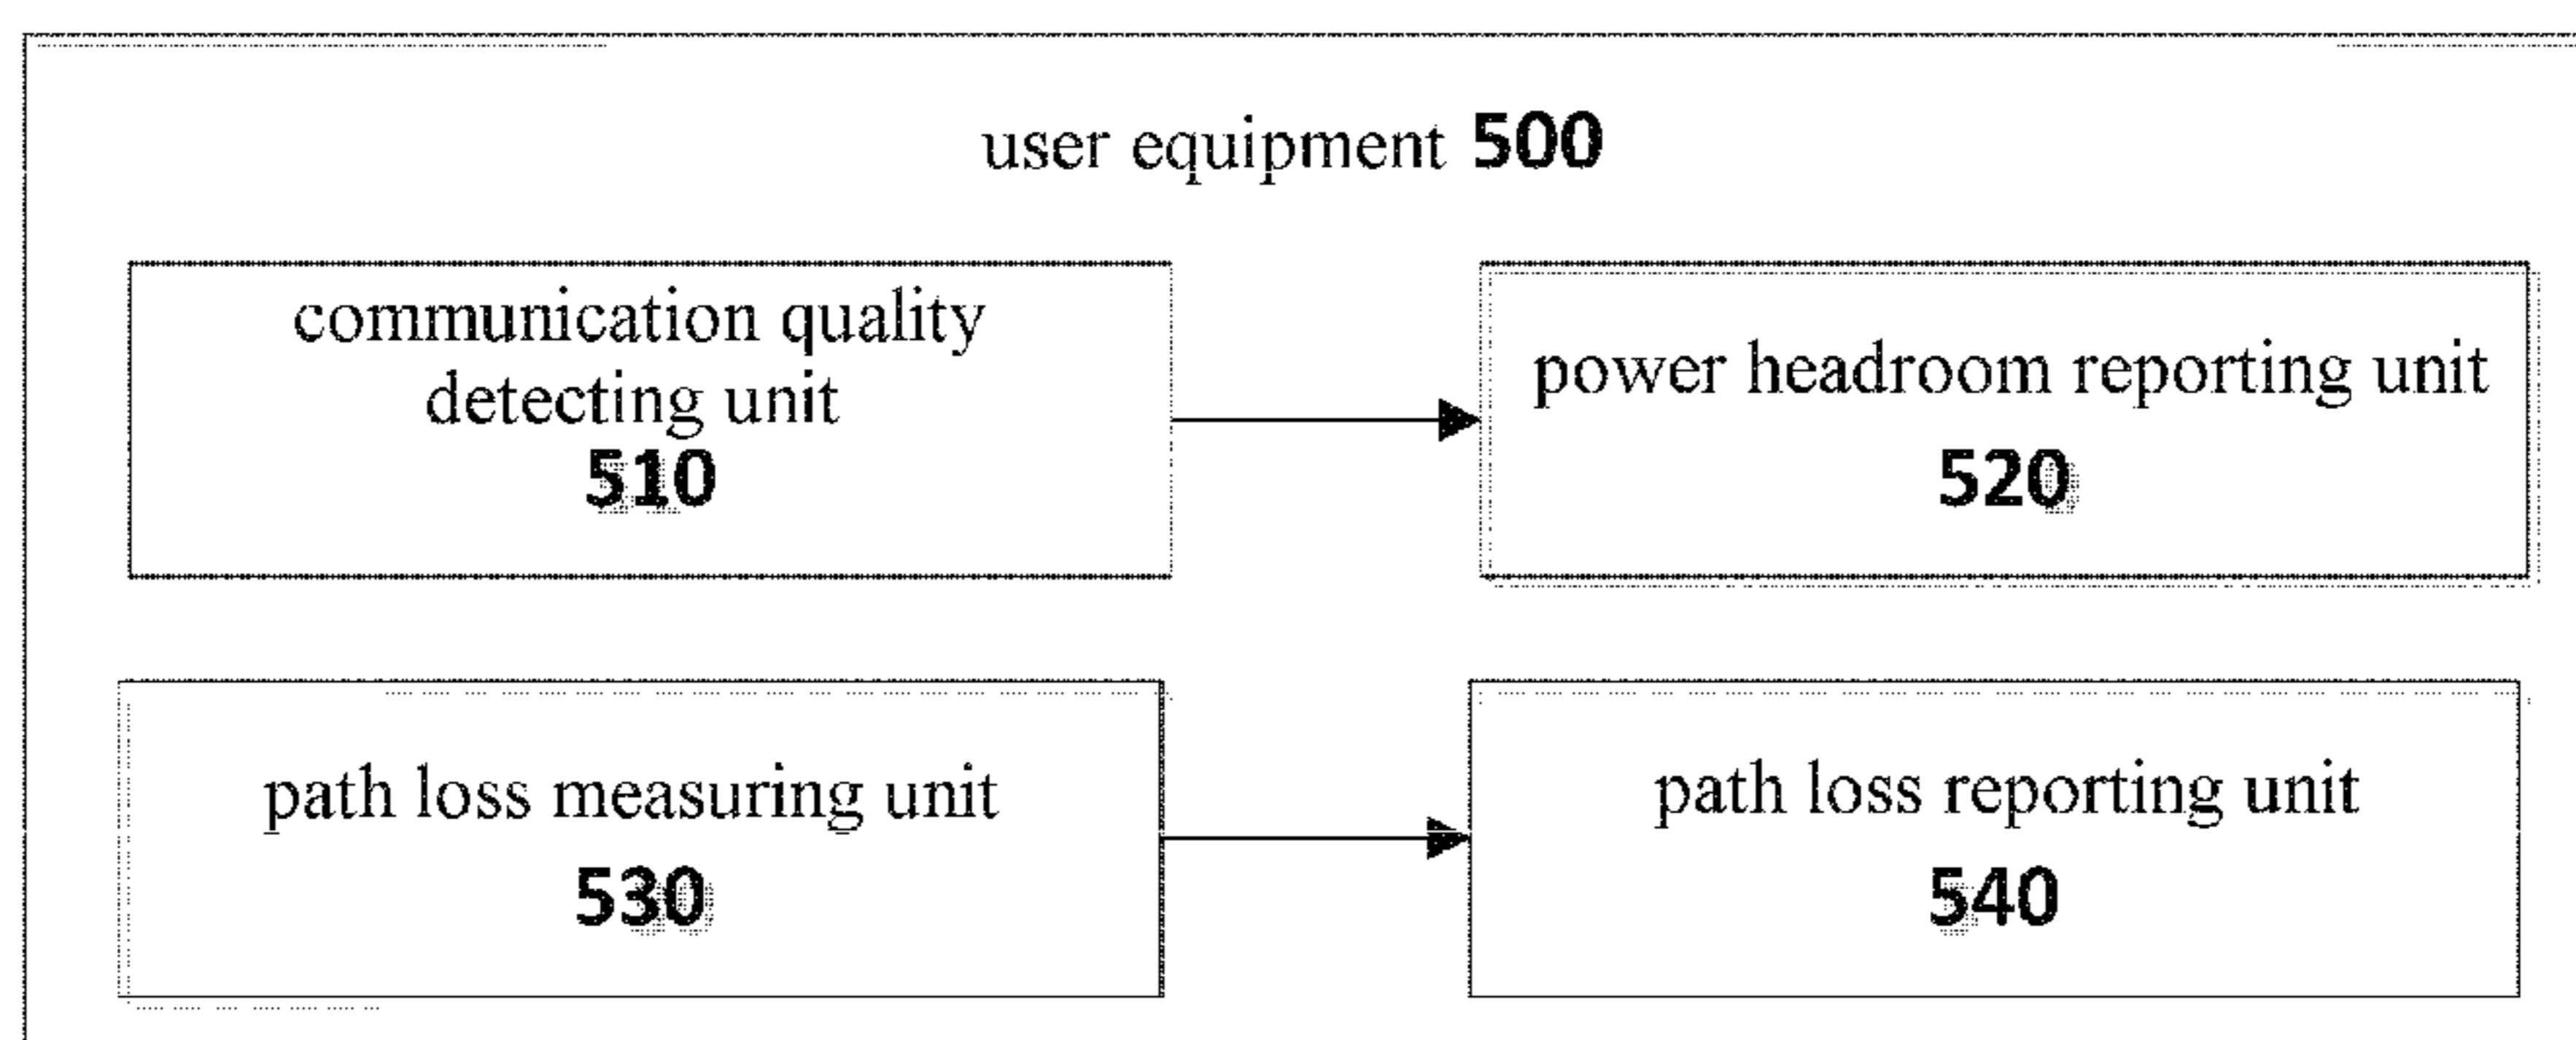 user equipment 500
communication quality
detecting unit
510
power headroom reporting unit
520
path loss measuring unit
530
path loss reporting unit
540